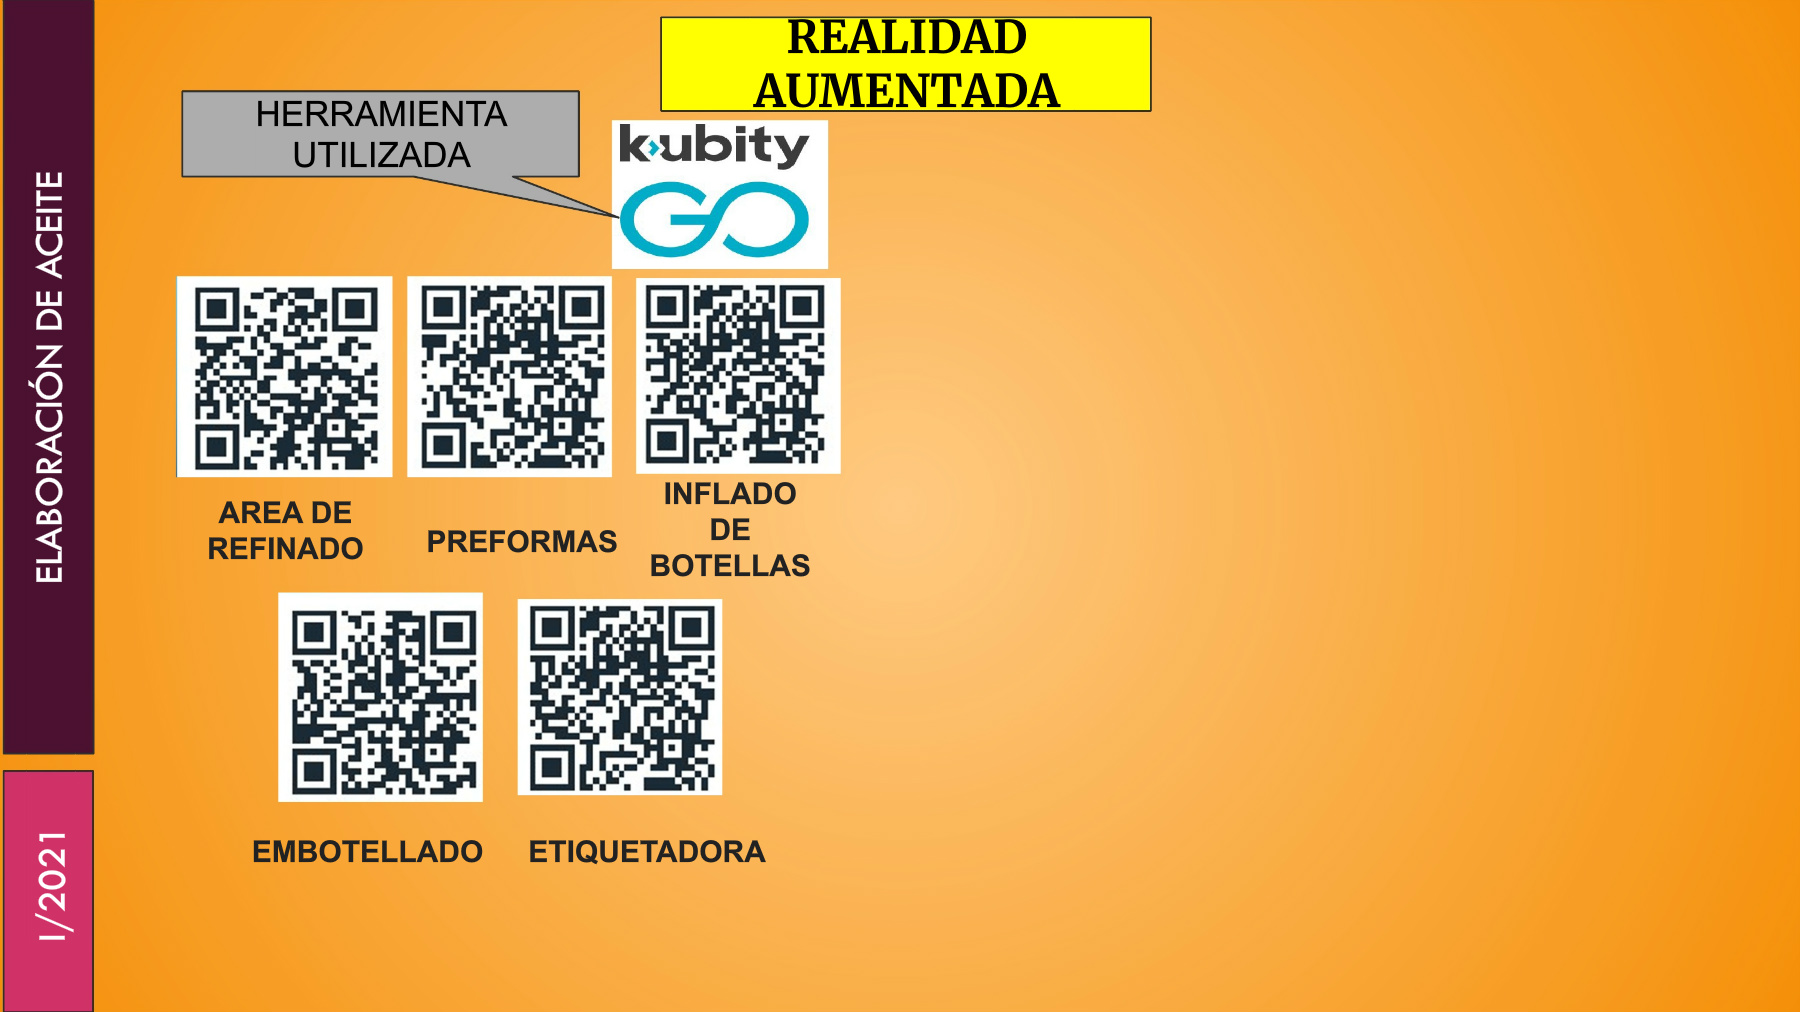 REALIDAD
AUMENTADA
HERRAMIENTA
UTILIZADA
kubity
GO
AREA DE
REFINADO
PREFORMAS
INFLADO
DE
BOTELLAS
EMBOTELLADO
ETIQUETADORA
ELABORACIÓN DE ACEITE
I/2021